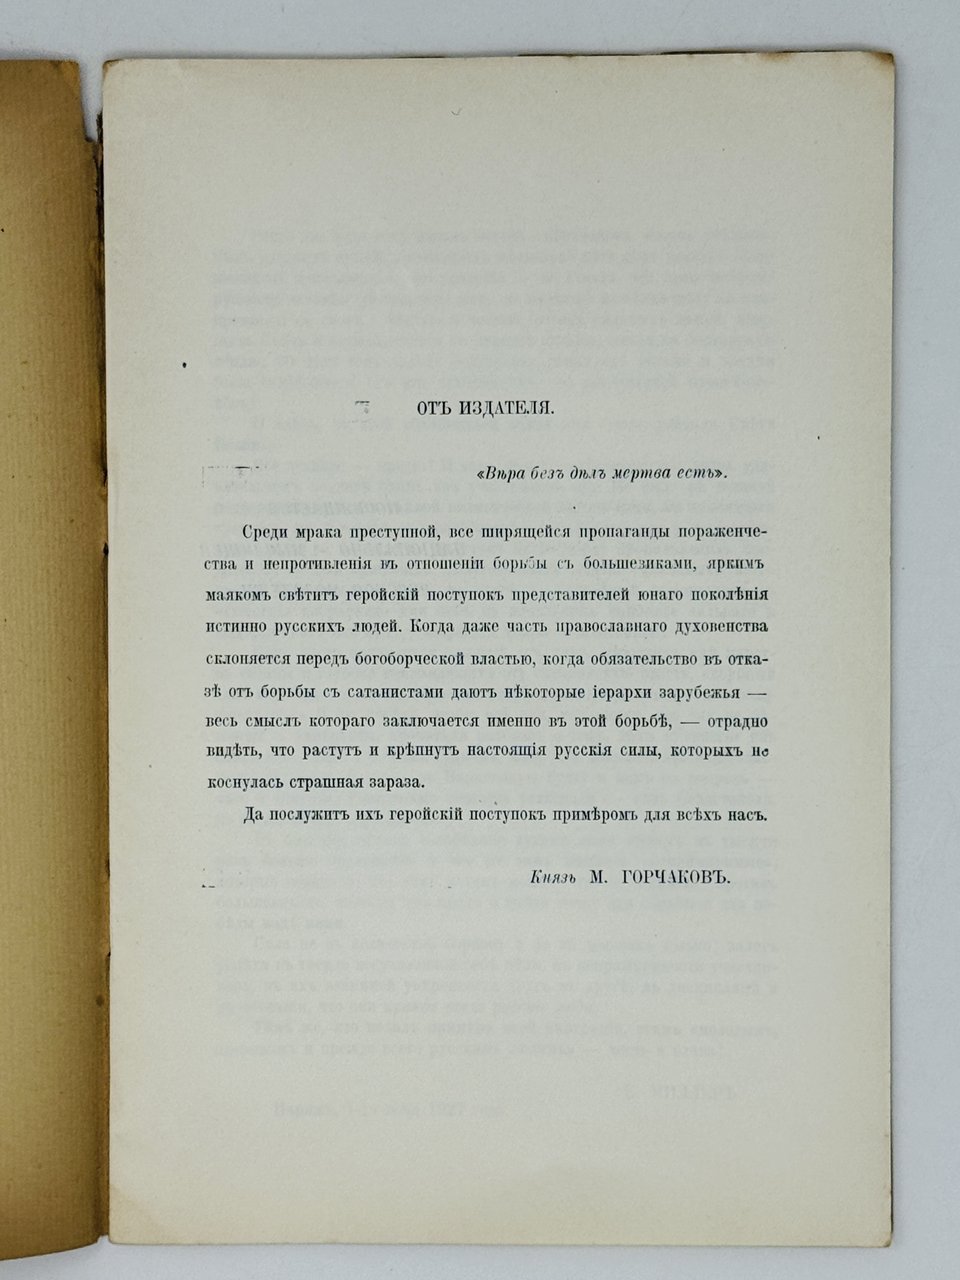 ОТЪ ИЗДАТЕЛЯ.
«Вѣра безъ дѣлъ мертва есть».
Среди мрака преступной, все ширящейся пропаганды пораженче-
ства и непротивленія въ отношеніи борьбы съ большевиками, яркимъ
маякомъ свѣтитъ геройскій поступокъ представителей юнаго поколѣнія
истинно русскихъ людей. Когда даже часть православнаго духовенства
склоняется передъ богоборческой властью, когда обязательство въ отка-
зѣ отъ борьбы съ сатанистами даютъ нѣкоторые іерархи зарубежья —
весь смыслъ котораго заключается именно въ этой борьбѣ, — отрадно
видѣть, что растутъ и крѣпнутъ настоящія русскія силы, которыхъ не
коснулась страшная зараза.
Да послужитъ ихъ геройскій поступокъ примѣромъ для всѣхъ насъ.
Князь М. ГОРЧАКОВЪ.